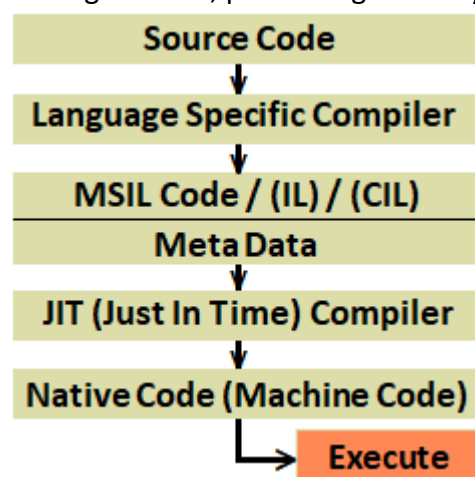 Source Code
Language Specific Compiler
MSIL Code / (IL) / (CIL)
Meta Data
JIT (Just In Time) Compiler
Native Code (Machine Code)
Execute